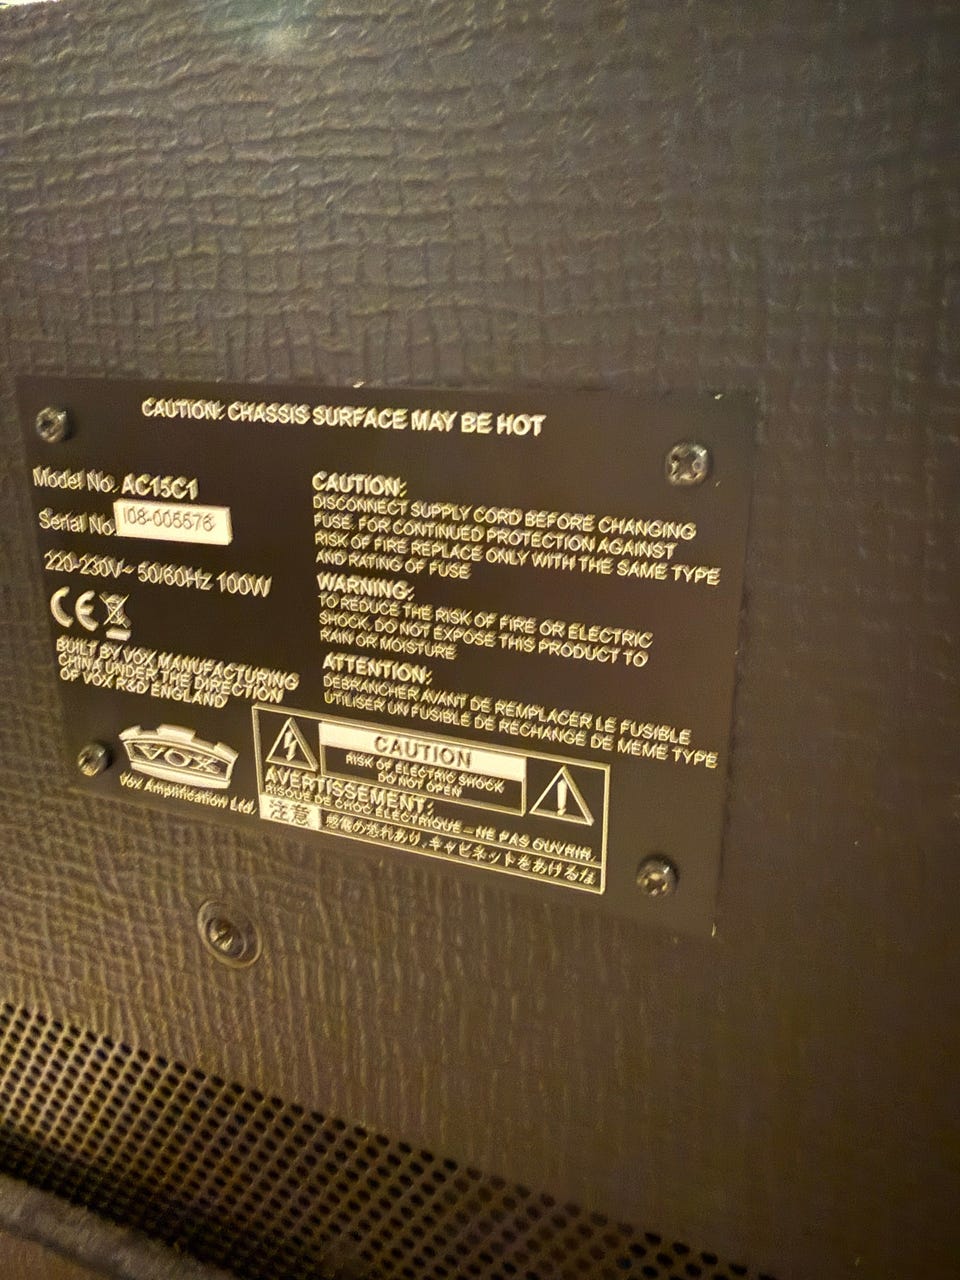 CAUTION: CHASSIS SURFACE MAY BE HOT
Model No. AC15C1
Serial No.
220-230V~ 50/60Hz 100W
CE
BUILT BY VOX MANUFACTURING
CHINA UNDER THE DIRECTION
OF VOX R&D ENGLAND
VOX
Vox Amplification Ltd.
CAUTION:
DISCONNECT SUPPLY CORD BEFORE CHANGING
FUSE. FOR CONTINUED PROTECTION AGAINST
RISK OF FIRE REPLACE ONLY WITH THE SAME TYPE
AND RATING OF FUSE
WARNING:
TO REDUCE THE RISK OF FIRE OR ELECTRIC
SHOCK, DO NOT EXPOSE THIS PRODUCT TO
RAIN OR MOISTURE
ATTENTION:
DEBRANCHER AVANT DE REMPLACER LE FUSIBLE
UTILISER UN FUSIBLE DE RECHANGE DE MEME TYPE
CAUTION
RISK OF ELECTRIC SHOCK
DO NOT OPEN
AVERTISSEMENT:
RISQUE DE CHOC ELECTRIQUE – NE PAS OUVRIR.
注意 感電の恐れあり、キャビネットをあけるな